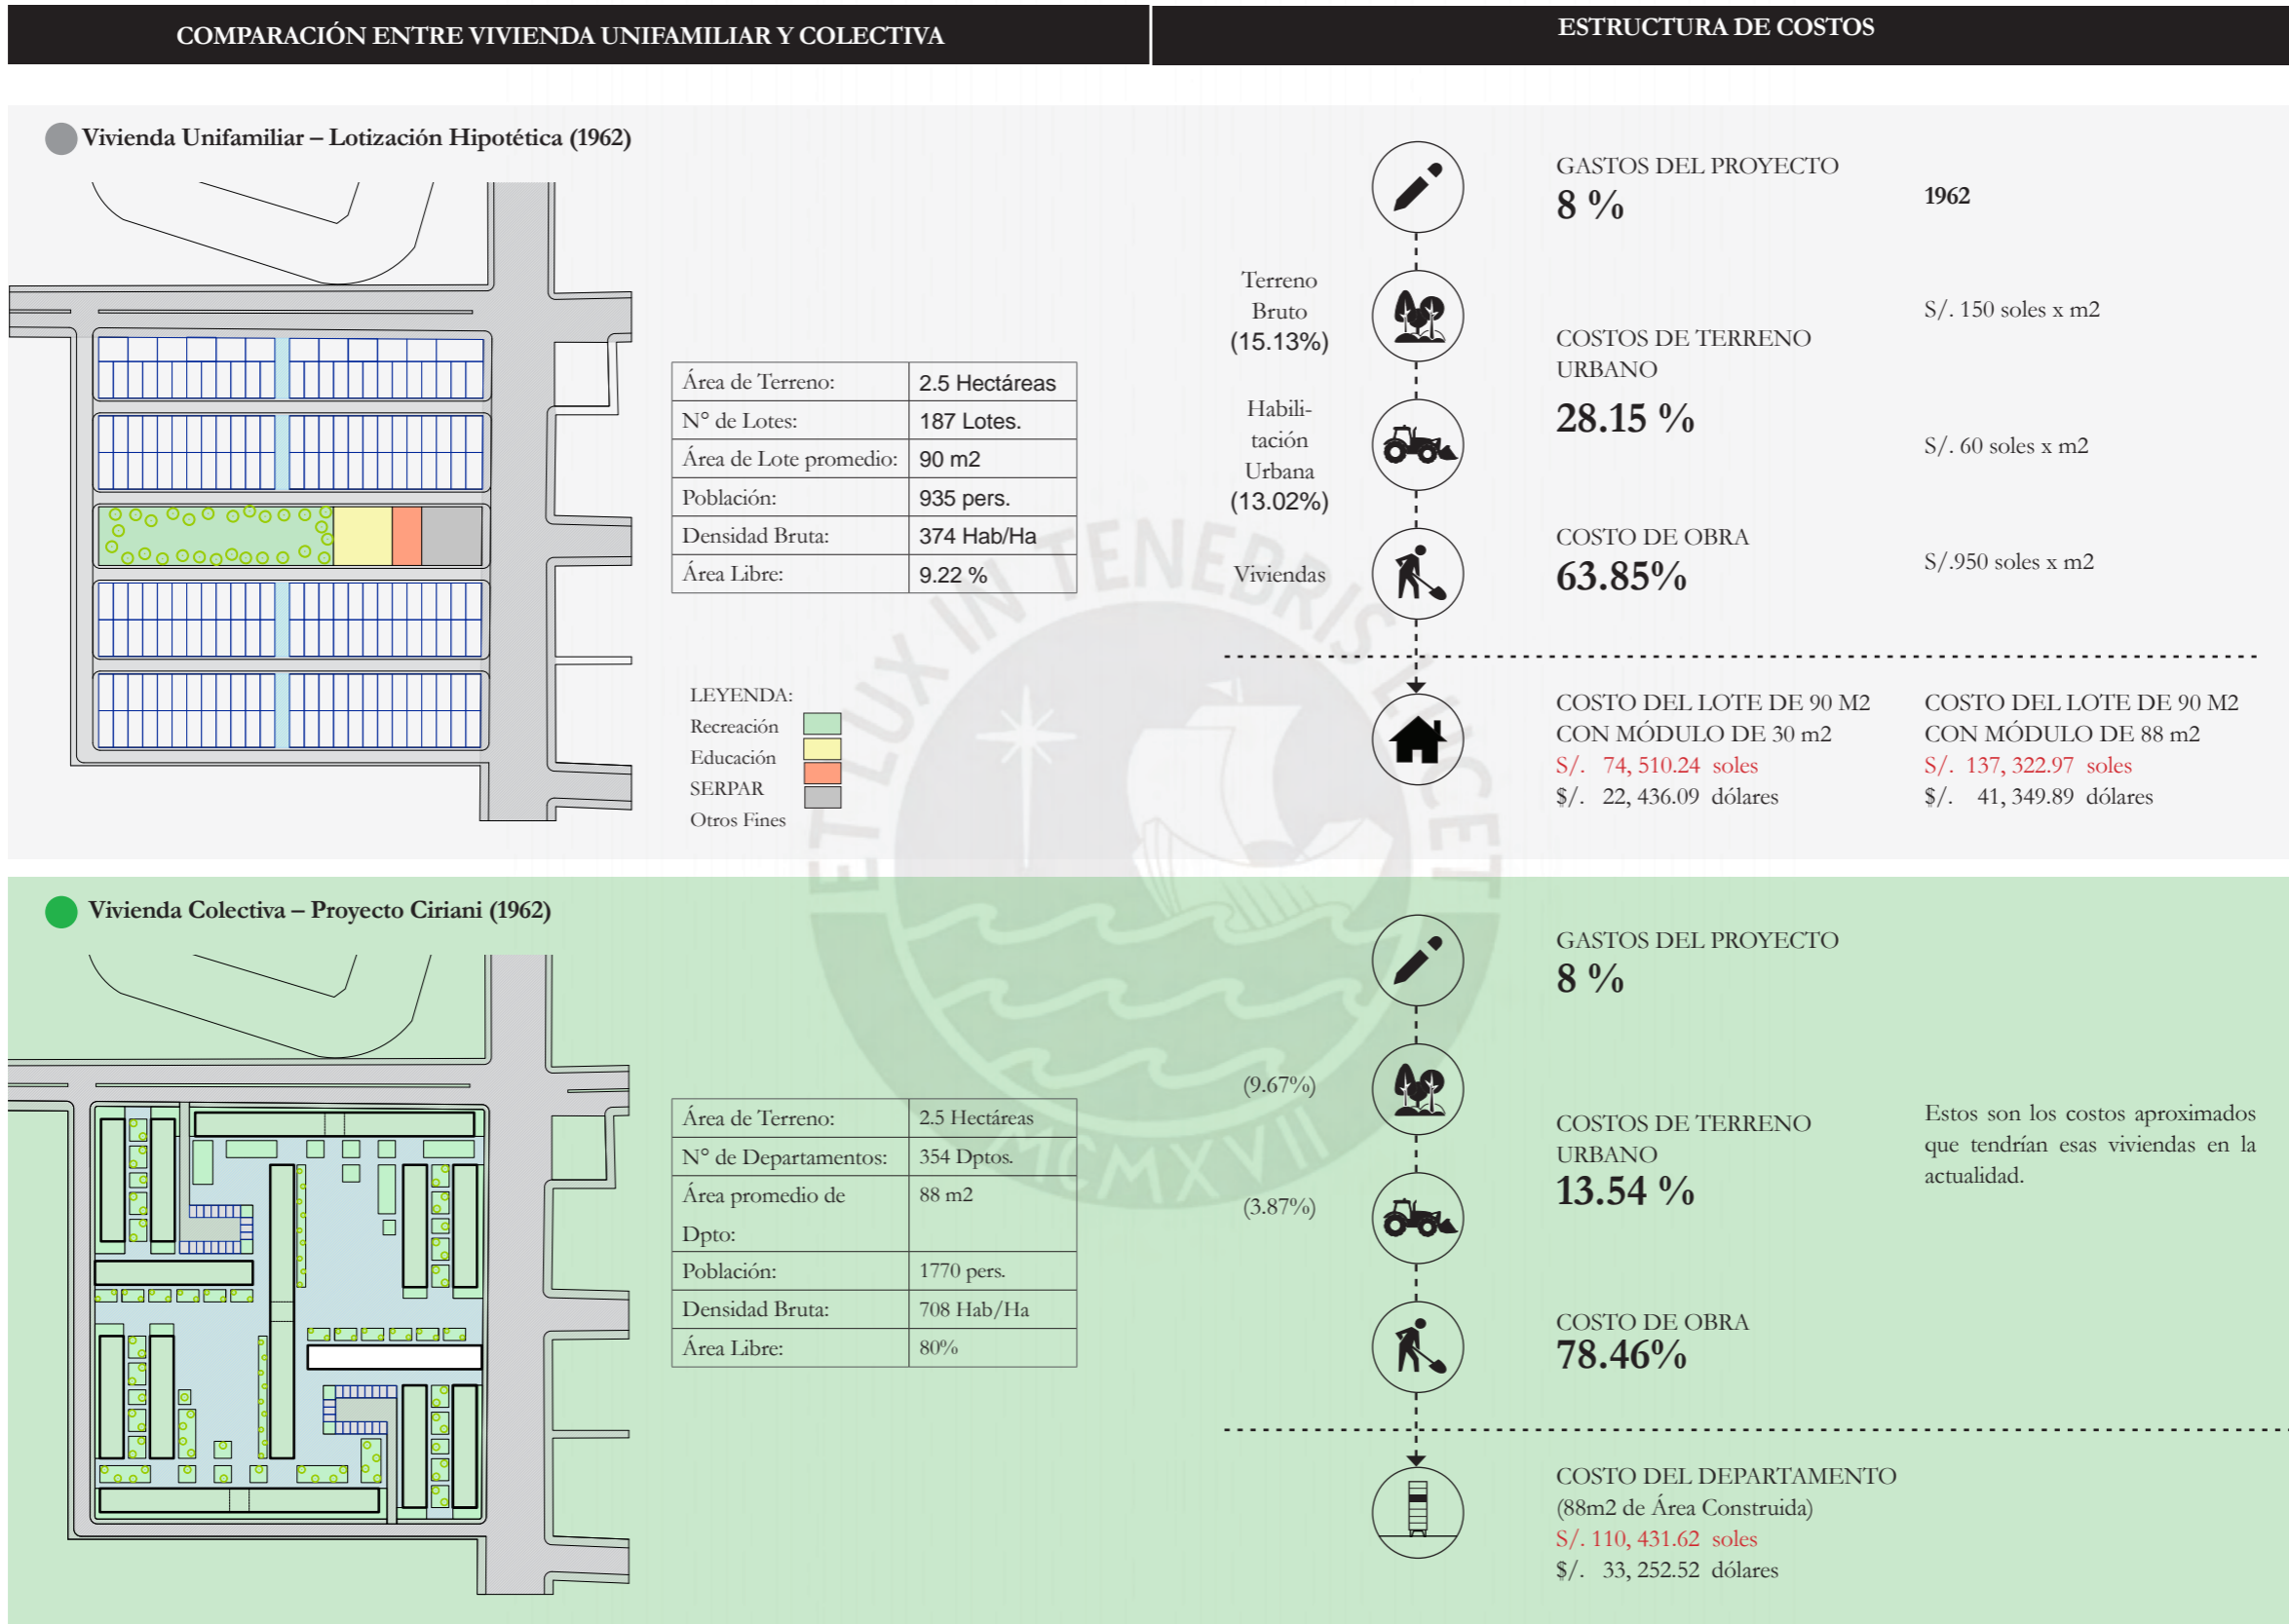 COMPARACIÓN ENTRE VIVIENDA UNIFAMILIAR Y COLECTIVA
ESTRUCTURA DE COSTOS
Vivienda Unifamiliar – Lotización Hipotética (1962)
Área de Terreno: 2.5 Hectáreas
N° de Lotes: 187 Lotes.
Área de Lote promedio: 90 m2
Población: 935 pers.
Densidad Bruta: 374 Hab/Ha
Área Libre: 9.22 %
LEYENDA:
Recreación
Educación
SERPAR
Otros Fines
GASTOS DEL PROYECTO
8 %
1962
Terreno
Bruto
(15.13%)
S/. 150 soles x m2
COSTOS DE TERRENO
URBANO
28.15 %
Habili-
tación
Urbana
(13.02%)
S/. 60 soles x m2
Viviendas
COSTO DE OBRA
63.85%
S/.950 soles x m2
COSTO DEL LOTE DE 90 M2
CON MÓDULO DE 30 m2
S/. 74, 510.24 soles
$/. 22, 436.09 dólares
COSTO DEL LOTE DE 90 M2
CON MÓDULO DE 88 m2
S/. 137, 322.97 soles
$/. 41, 349.89 dólares
ET LUX IN TENEBRIS LUCET
MCMXVII
Vivienda Colectiva – Proyecto Ciriani (1962)
Área de Terreno: 2.5 Hectáreas
N° de Departamentos: 354 Dptos.
Área promedio de 88 m2
Dpto:
Población: 1770 pers.
Densidad Bruta: 708 Hab/Ha
Área Libre: 80%
GASTOS DEL PROYECTO
8 %
(9.67%)
COSTOS DE TERRENO
URBANO
13.54 %
(3.87%)
Estos son los costos aproximados
que tendrían esas viviendas en la
actualidad.
COSTO DE OBRA
78.46%
COSTO DEL DEPARTAMENTO
(88m2 de Área Construida)
S/. 110, 431.62 soles
$/. 33, 252.52 dólares